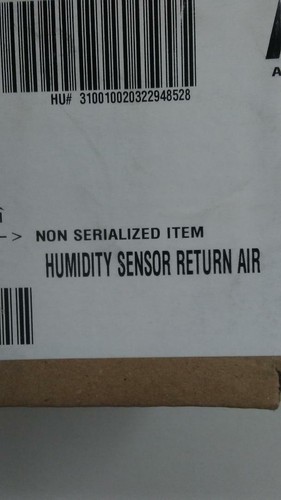 HU# 310010020322948528
-> NON SERIALIZED ITEM
HUMIDITY SENSOR RETURN AIR